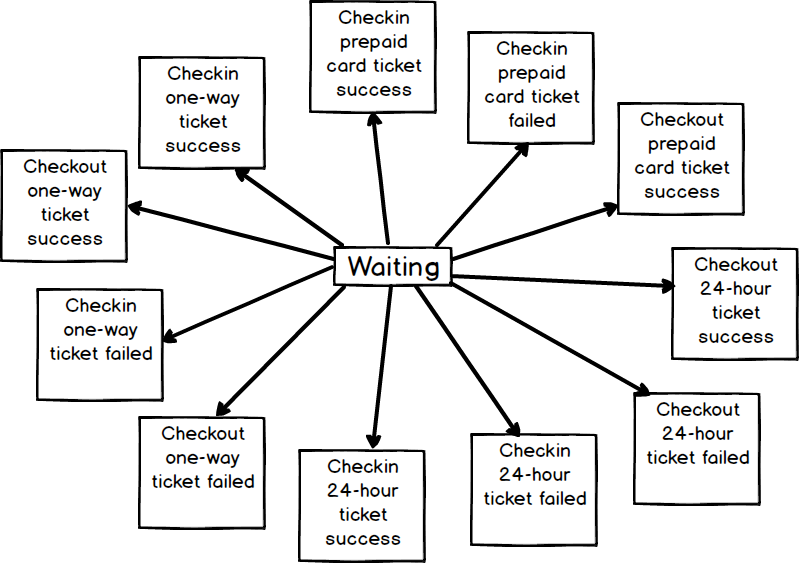 Checkin
prepaid
card ticket
success
Checkin
prepaid
card ticket
failed
Checkin
one-way
ticket
success
Checkout
prepaid
card ticket
success
Checkout
one-way
ticket
success
Waiting
Checkout
24-hour
ticket
success
Checkin
one-way
ticket failed
Checkout
24-hour
ticket failed
Checkout
one-way
ticket failed
Checkin
24-hour
ticket failed
Checkin
24-hour
ticket
success